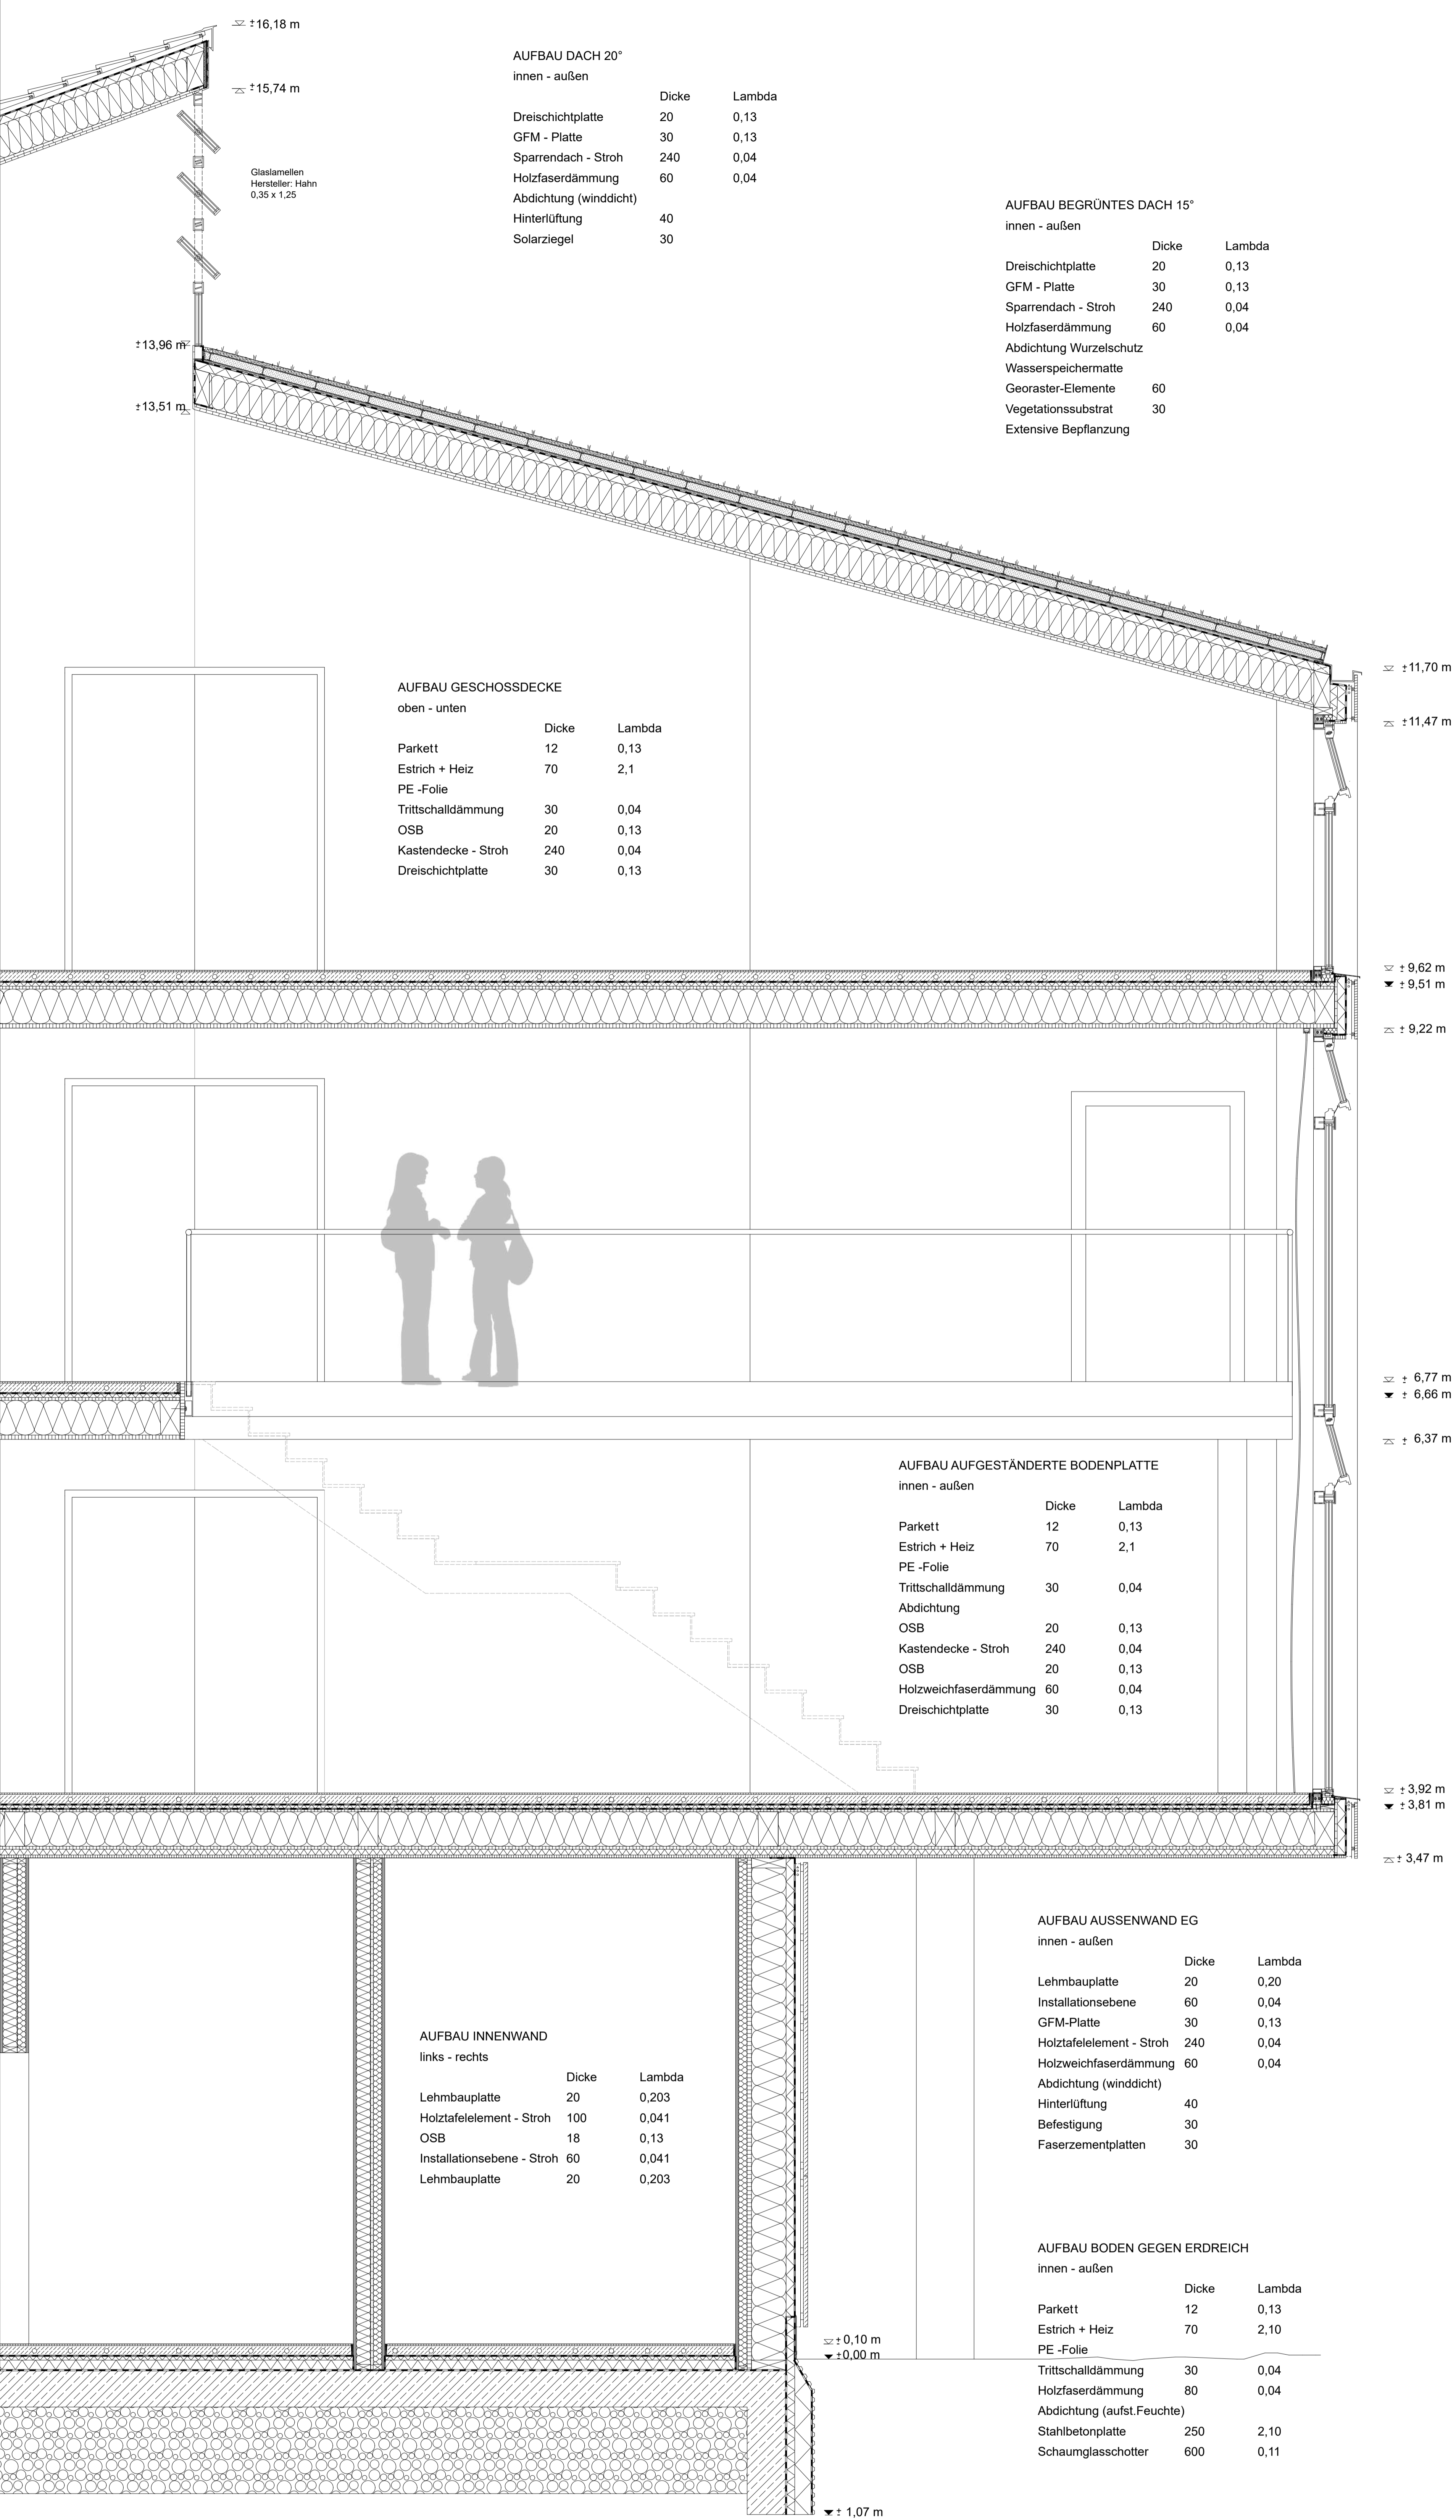 ± 16,18 m
± 15,74 m
AUFBAU DACH 20°
innen - außen
Dicke Lambda
Dreischichtplatte 20 0,13
GFM - Platte 30 0,13
Sparrendach - Stroh 240 0,04
Holzfaserdämmung 60 0,04
Abdichtung (winddicht)
Hinterlüftung 40
Solarziegel 30
Glaslamellen
Hersteller: Hahn
0,35 x 1,25
AUFBAU BEGRÜNTES DACH 15°
innen - außen
Dicke Lambda
Dreischichtplatte 20 0,13
GFM - Platte 30 0,13
Sparrendach - Stroh 240 0,04
Holzfaserdämmung 60 0,04
Abdichtung Wurzelschutz
Wasserspeichermatte
Georaster-Elemente 60
Vegetationssubstrat 30
Extensive Bepflanzung
± 13,96 m
± 13,51 m
± 11,70 m
± 11,47 m
AUFBAU GESCHOSSDECKE
oben - unten
Dicke Lambda
Parkett 12 0,13
Estrich + Heiz 70 2,1
PE -Folie
Trittschalldämmung 30 0,04
OSB 20 0,13
Kastendecke - Stroh 240 0,04
Dreischichtplatte 30 0,13
± 9,62 m
± 9,51 m
± 9,22 m
± 6,77 m
± 6,66 m
± 6,37 m
AUFBAU AUFGESTÄNDERTE BODENPLATTE
innen - außen
Dicke Lambda
Parkett 12 0,13
Estrich + Heiz 70 2,1
PE -Folie
Trittschalldämmung 30 0,04
Abdichtung
OSB 20 0,13
Kastendecke - Stroh 240 0,04
OSB 20 0,13
Holzweichfaserdämmung 60 0,04
Dreischichtplatte 30 0,13
± 3,92 m
± 3,81 m
± 3,47 m
AUFBAU AUSSENWAND EG
innen - außen
Dicke Lambda
Lehmbauplatte 20 0,20
Installationsebene 60 0,04
GFM-Platte 30 0,13
Holztafelelement - Stroh 240 0,04
Holzweichfaserdämmung 60 0,04
Abdichtung (winddicht)
Hinterlüftung 40
Befestigung 30
Faserzementplatten 30
AUFBAU INNENWAND
links - rechts
Dicke Lambda
Lehmbauplatte 20 0,203
Holztafelelement - Stroh 100 0,041
OSB 18 0,13
Installationsebene - Stroh 60 0,041
Lehmbauplatte 20 0,203
AUFBAU BODEN GEGEN ERDREICH
innen - außen
Dicke Lambda
Parkett 12 0,13
Estrich + Heiz 70 2,10
PE -Folie
Trittschalldämmung 30 0,04
Holzfaserdämmung 80 0,04
Abdichtung (aufst.Feuchte)
Stahlbetonplatte 250 2,10
Schaumglasschotter 600 0,11
± 0,10 m
± 0,00 m
± 1,07 m